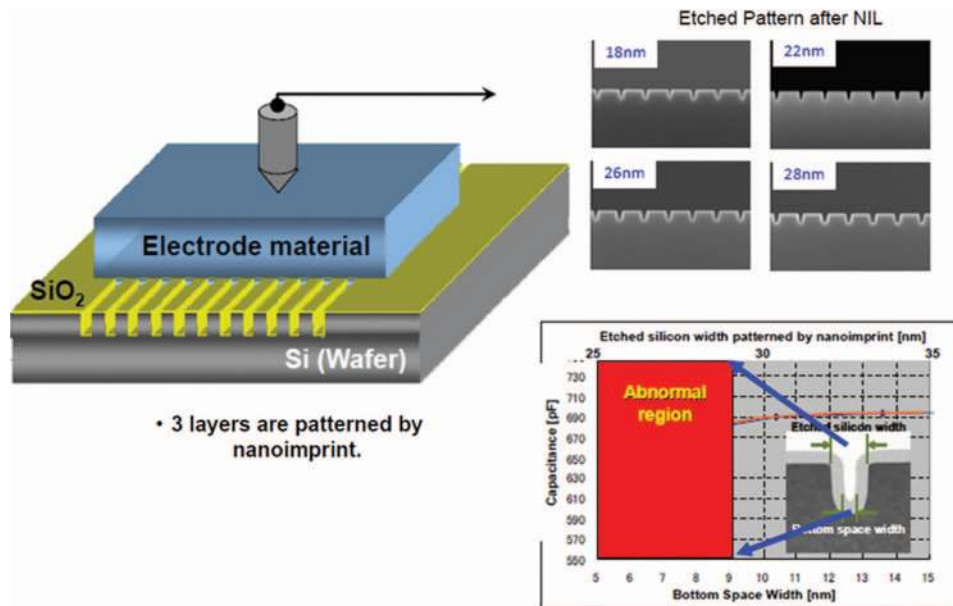 Etched Pattern after NIL
18nm
22nm
26nm
28nm
Electrode material
SiO₂
Si (Wafer)
• 3 layers are patterned by
nanoimprint.
Etched silicon width patterned by nanoimprint [nm]
25 30 35
730
710
690
670
650
630
610
590
570
550
Capacitance [pF]
Abnormal
region
Etched silicon width
Bottom space width
5 6 7 8 9 10 11 12 13 14 15
Bottom Space Width [nm]